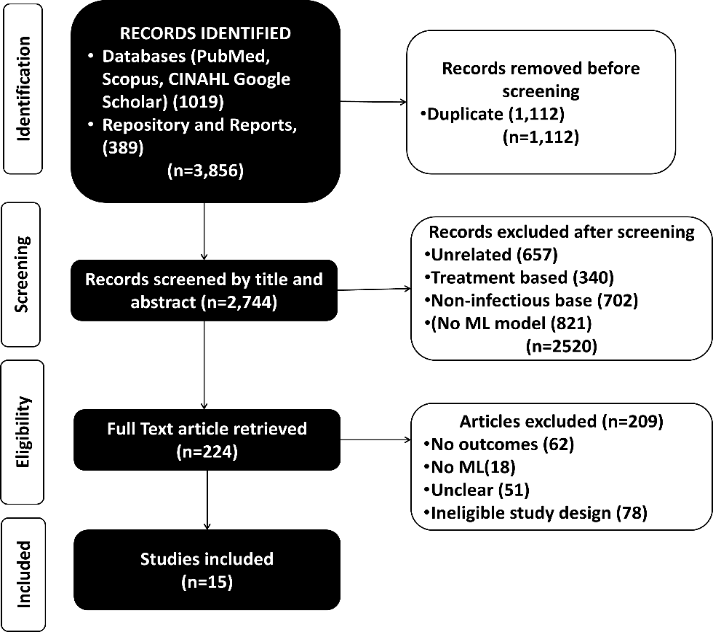 Identification
RECORDS IDENTIFIED
• Databases (PubMed,
Scopus, CINAHL Google
Scholar) (1019)
• Repository and Reports,
(389)
(n=3,856)
Records removed before
screening
•Duplicate (1,112)
(n=1,112)
Screening
Records screened by title and
abstract (n=2,744)
Records excluded after screening
•Unrelated (657)
•Treatment based (340)
•Non-infectious base (702)
•(No ML model (821)
(n=2520)
Eligibility
Full Text article retrieved
(n=224)
Articles excluded (n=209)
•No outcomes (62)
•No ML(18)
•Unclear (51)
•Ineligible study design (78)
Included
Studies included
(n=15)